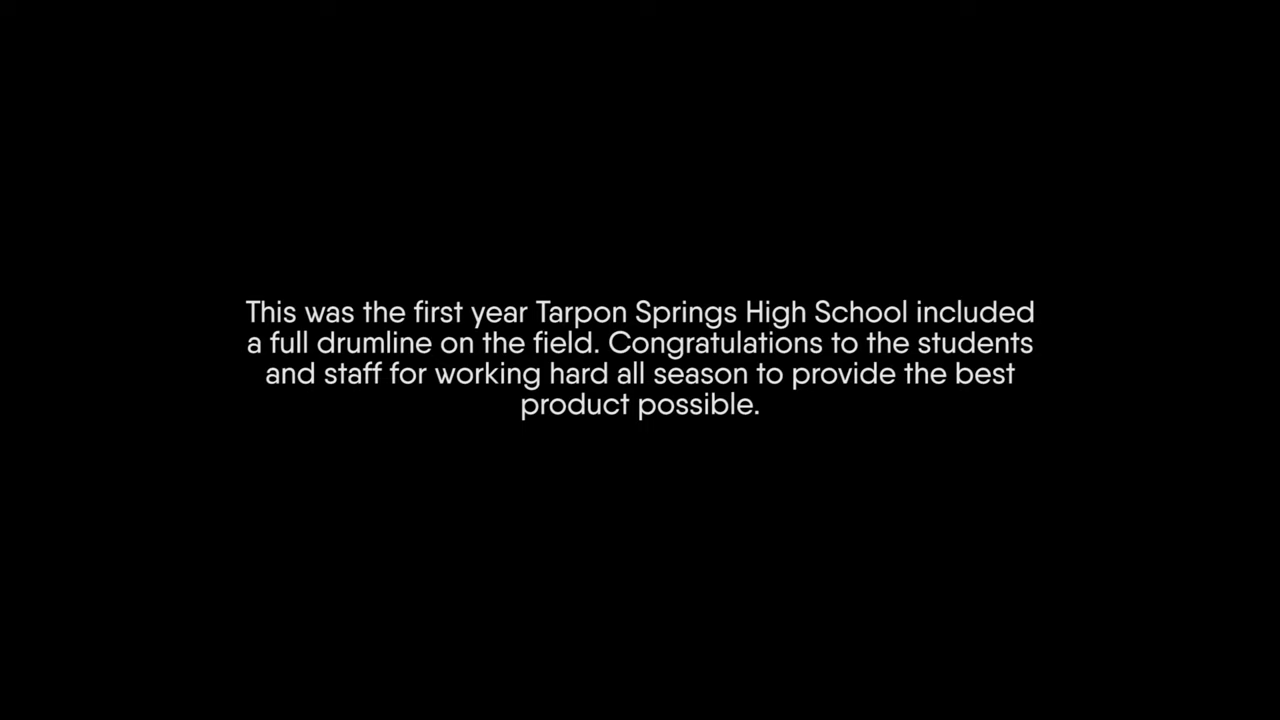 This was the first year Tarpon Springs High School included
a full drumline on the field. Congratulations to the students
and staff for working hard all season to provide the best
product possible.